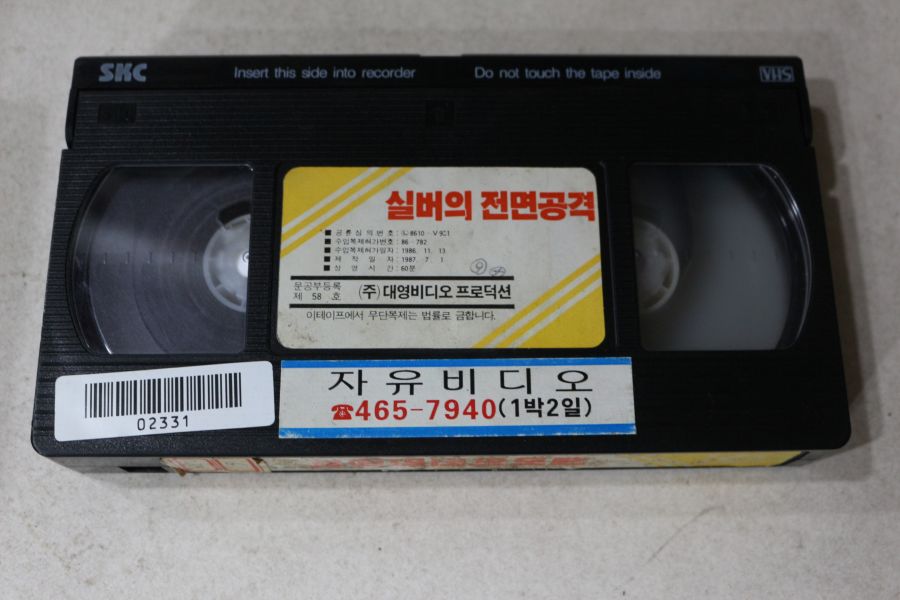 SKC Insert this side into recorder Do not touch the tape inside VHS
실버의 전면공격
■ 공륜심의번호: 8610-V
■ 수입복제허가번호: 86-782
■ 수입복제허가일자: 1986. 11. 13
■ 제작일자: 1987. 7. 1
■ 상영시간: 60분
문공부등록 제 58 호 (주) 대영비디오 프로덕션
이테이프에서 무단복제는 법률로 금합니다.
02331
자유비디오
☎465-7940(1박2일)